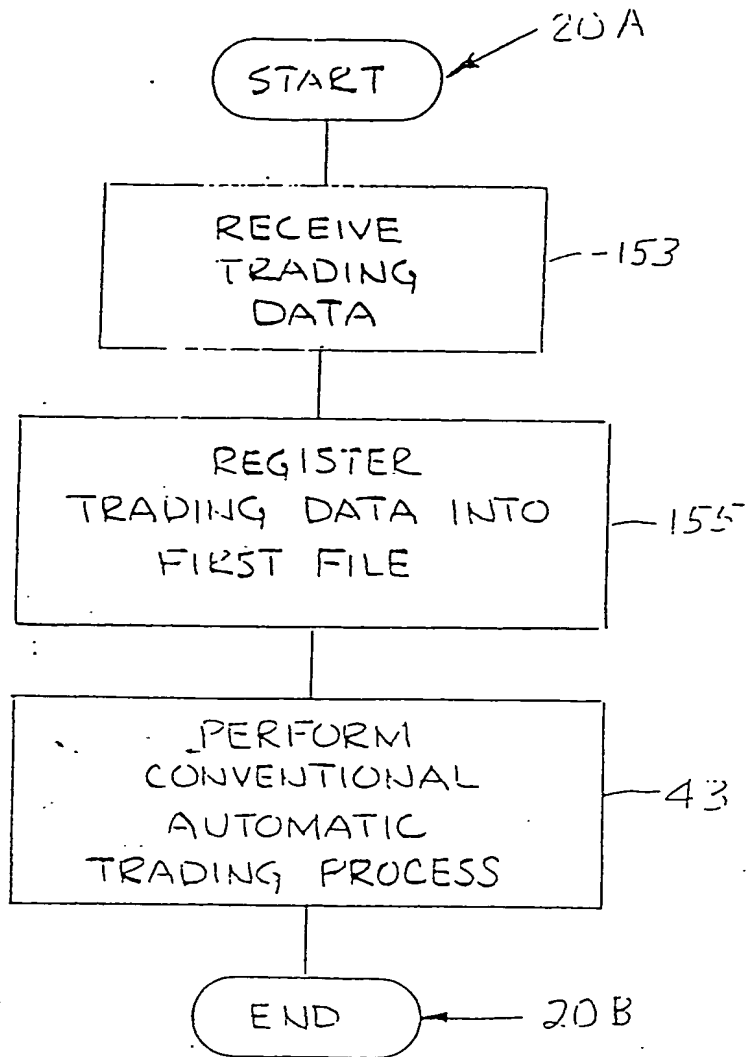 20A
START
RECEIVE
TRADING
DATA
153
REGISTER
TRADING DATA INTO
FIRST FILE
155
PERFORM
CONVENTIONAL
AUTOMATIC
TRADING PROCESS
43
END
20B